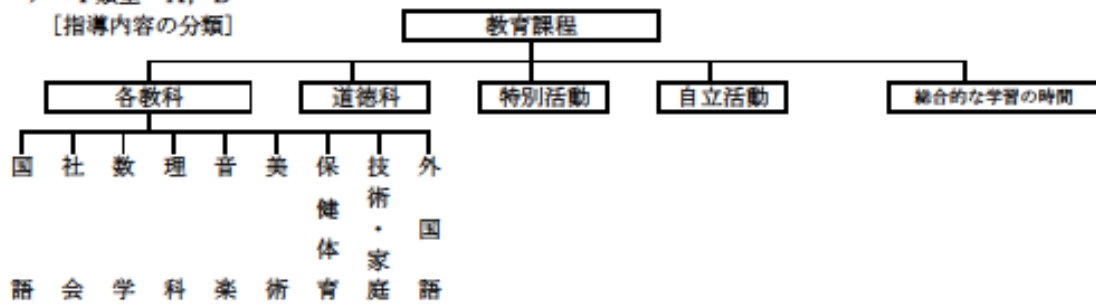 ［指導内容の分類］
教育課程
各教科
道徳科
特別活動
自立活動
総合的な学習の時間
国語
社会
数学
理科
音楽
美術
保健体育
技術・家庭
外国語